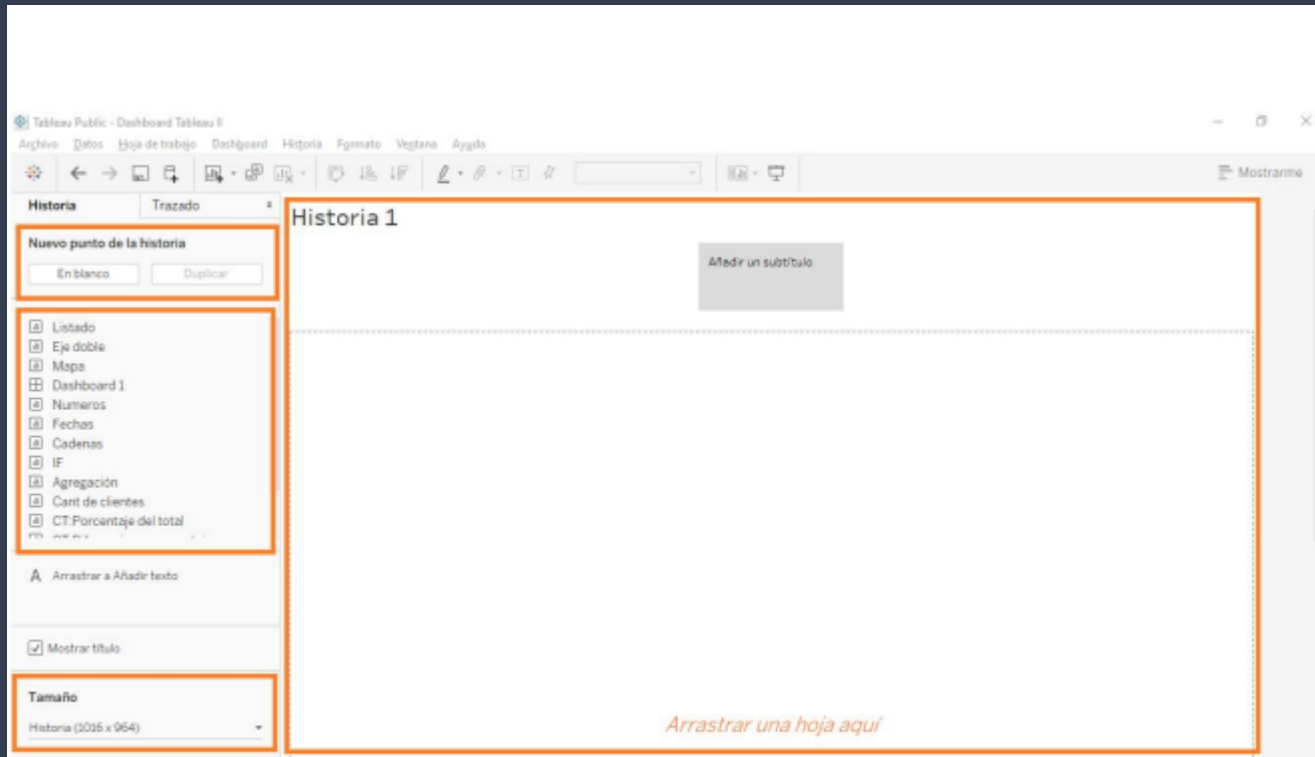 Tableau Public - Dashboard Tableau II
Archivo Datos Hoja de trabajo Dashboard Historia Formato Ventana Ayuda
Mostrarme
Historia Trazado
Nuevo punto de la historia
En blanco Duplicar
Listado
Eje doble
Mapa
Dashboard 1
Numeros
Fechas
Cadenas
IF
Agregación
Cant de clientes
CT:Porcentaje del total
A Arrastrar a Añadir texto
Mostrar título
Tamaño
Historia (1016 x 964)
Historia 1
Añadir un subtítulo
Arrastrar una hoja aquí